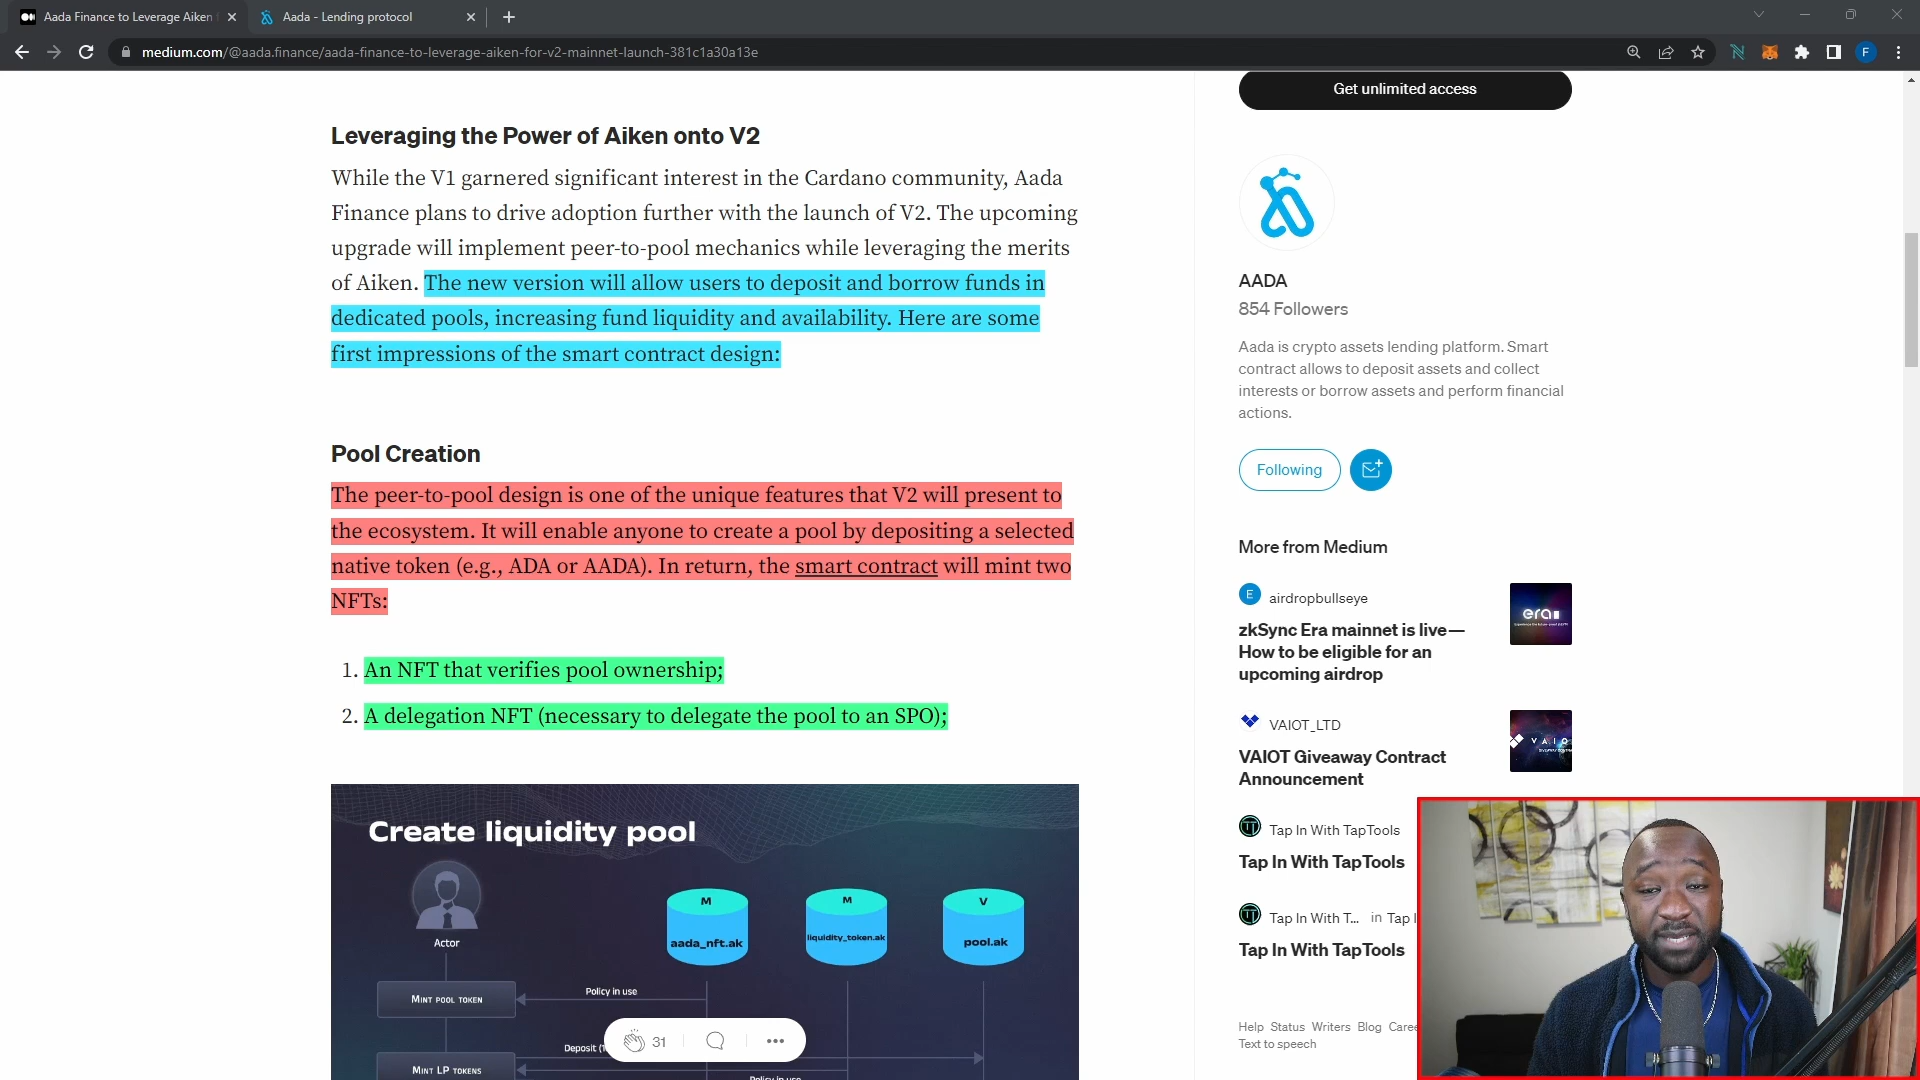 Aada Finance to Leverage Aiken
Aada - Lending protocol
medium.com/@aada.finance/aada-finance-to-leverage-aiken-for-v2-mainnet-launch-381c1a30a13e
F
Leveraging the Power of Aiken onto V2
While the V1 garnered significant interest in the Cardano community, Aada
Finance plans to drive adoption further with the launch of V2. The upcoming
upgrade will implement peer-to-pool mechanics while leveraging the merits
of Aiken. The new version will allow users to deposit and borrow funds in
dedicated pools, increasing fund liquidity and availability. Here are some
first impressions of the smart contract design:
Pool Creation
The peer-to-pool design is one of the unique features that V2 will present to
the ecosystem. It will enable anyone to create a pool by depositing a selected
native token (e.g., ADA or AADA). In return, the smart contract will mint two
NFTs:
1. An NFT that verifies pool ownership;
2. A delegation NFT (necessary to delegate the pool to an SPO);
Create liquidity pool
M
M
V
aada_nft.ak
liquidity_token.ak
pool.ak
Actor
Mint pool token
Policy in use
31
Deposit
Mint LP tokens
Policy in use
Get unlimited access
AADA
854 Followers
Aada is crypto assets lending platform. Smart
contract allows to deposit assets and collect
interests or borrow assets and perform financial
actions.
Following
More from Medium
E
airdropbullseye
zkSync Era mainnet is live—
How to be eligible for an
upcoming airdrop
era
VAIOT_LTD
VAIOT Giveaway Contract
Announcement
TT
Tap In With TapTools
Tap In With TapTools
TT
Tap In With T... in Tap I
Tap In With TapTools
Help Status Writers Blog Caree
Text to speech